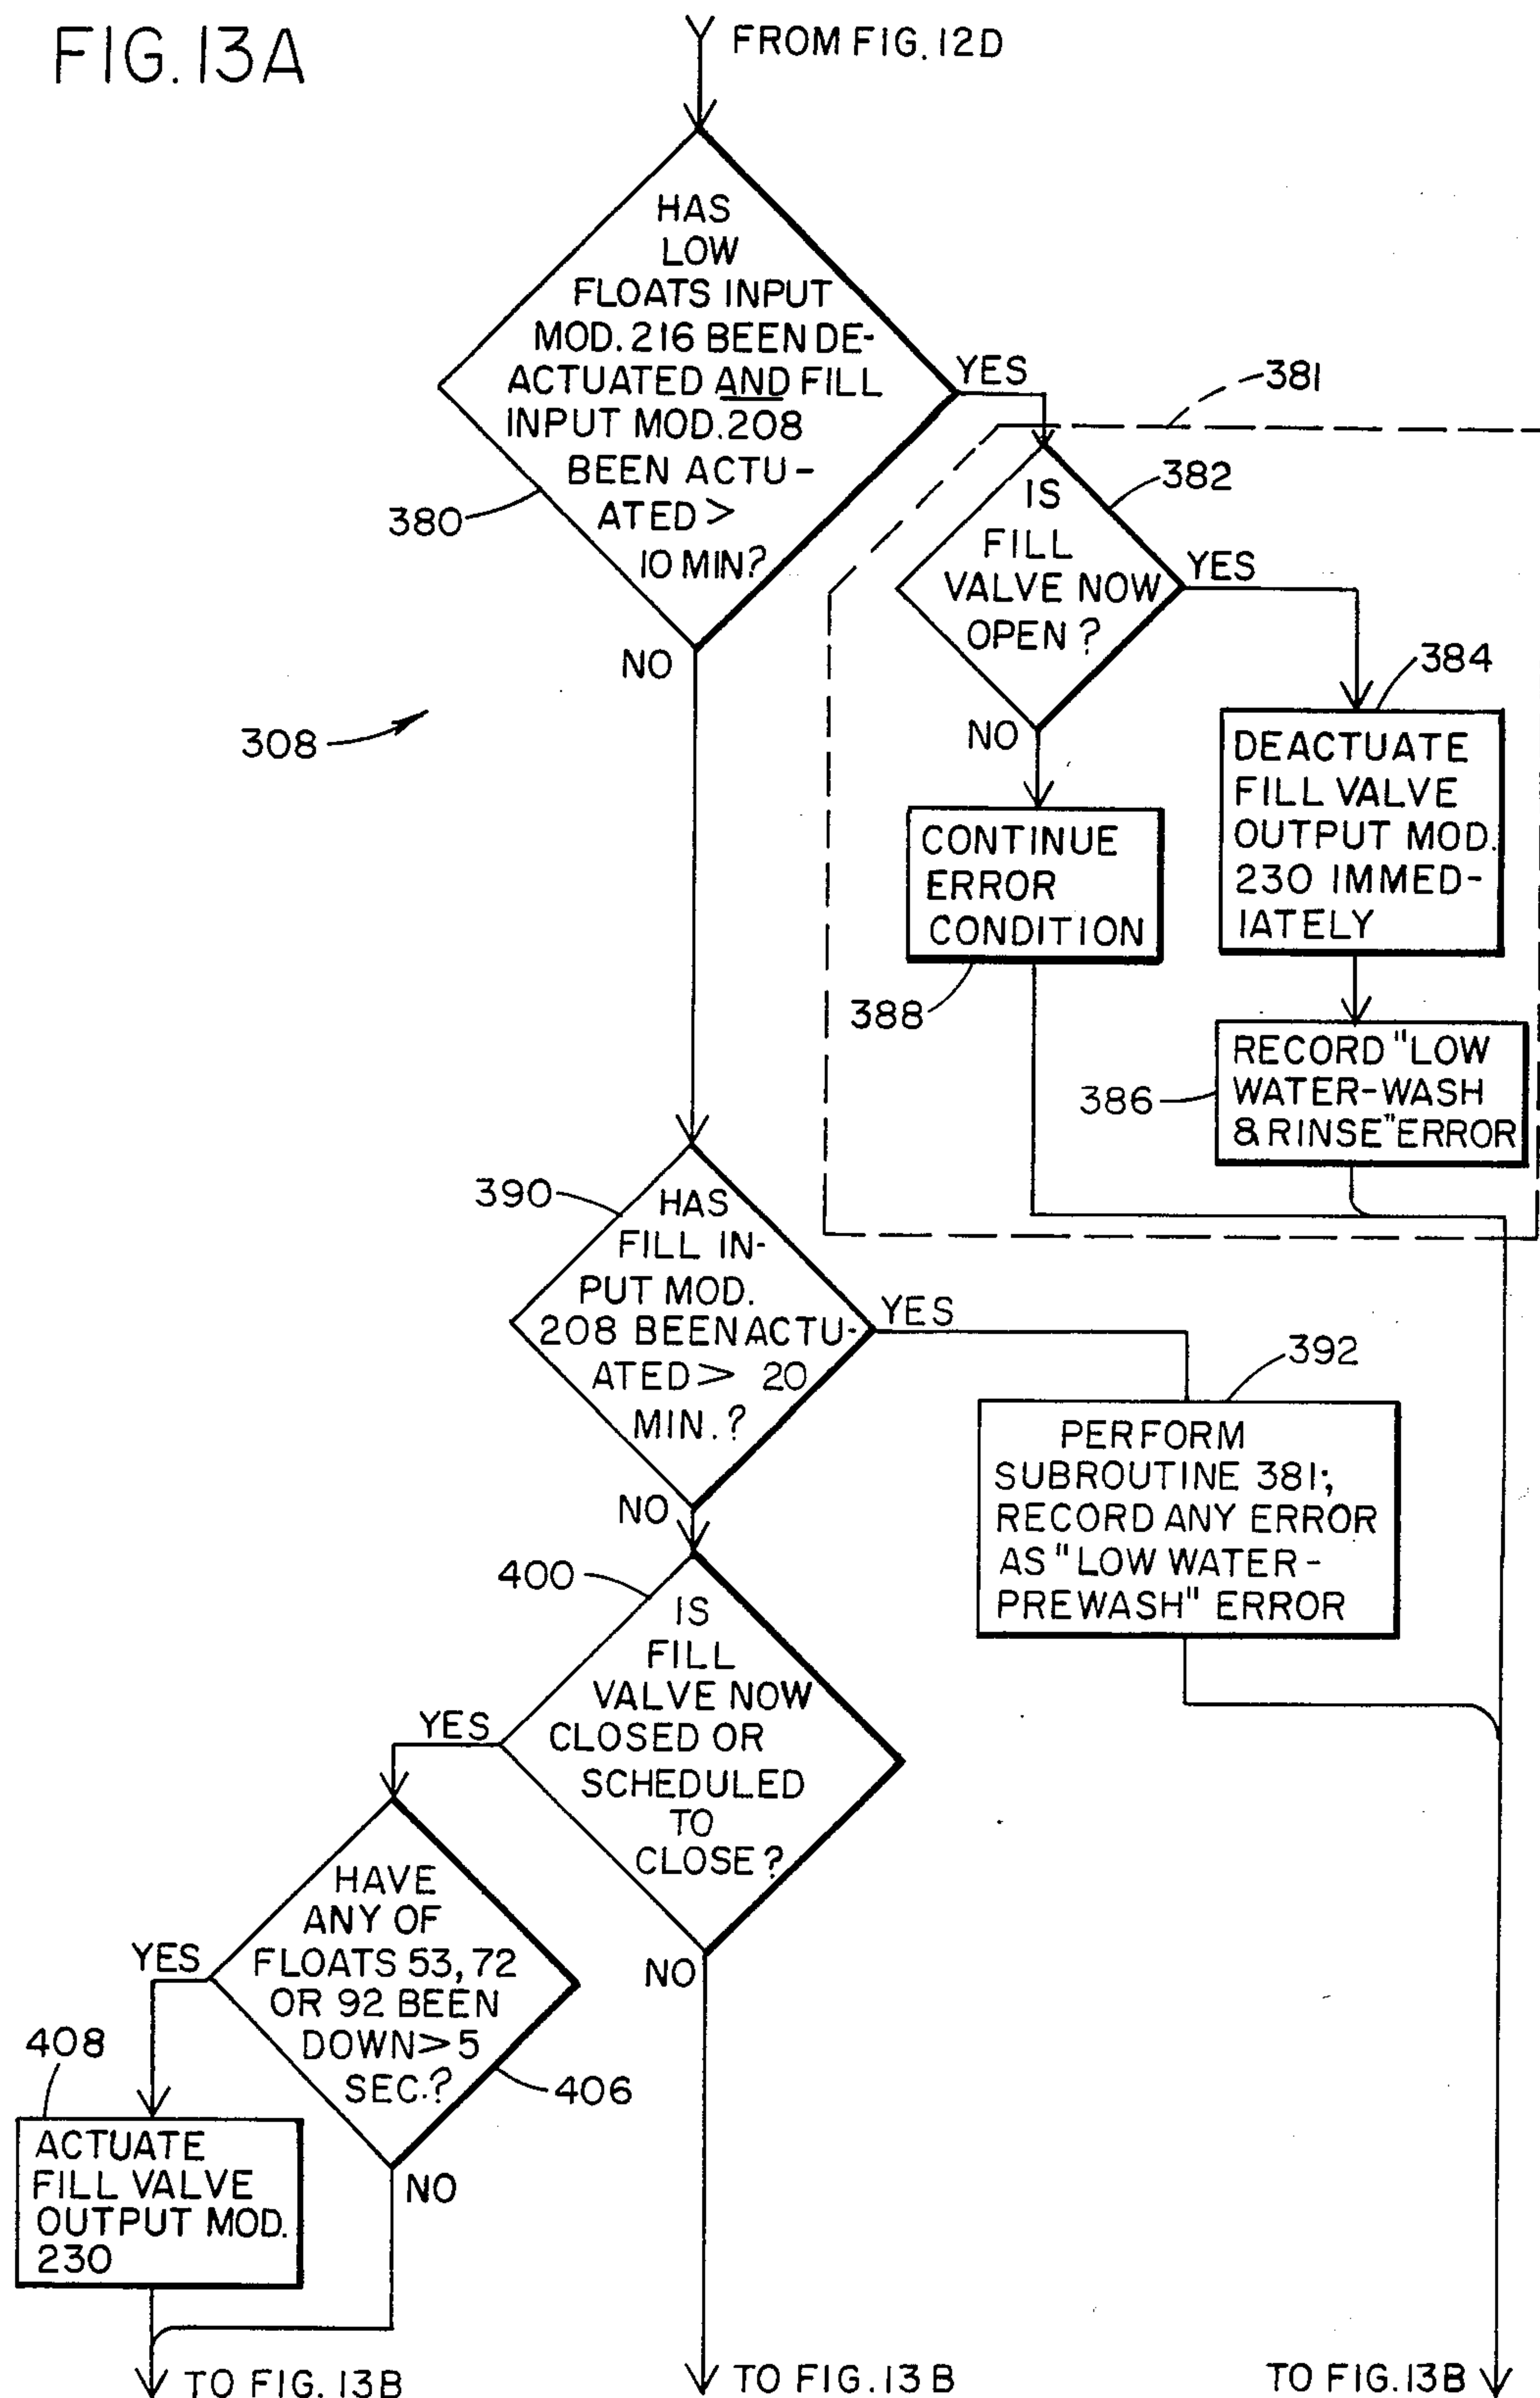 FIG. 13A
FROM FIG. 12D
HAS
LOW
FLOATS INPUT
MOD. 216 BEEN DE-
ACTUATED AND FILL
INPUT MOD. 208
BEEN ACTU-
ATED >
10 MIN?
380
YES
NO
381
308
IS
FILL
VALVE NOW
OPEN?
382
YES
NO
384
DEACTUATE
FILL VALVE
OUTPUT MOD.
230 IMMED-
IATELY
CONTINUE
ERROR
CONDITION
388
386
RECORD "LOW
WATER-WASH
& RINSE" ERROR
390
HAS
FILL IN-
PUT MOD.
208 BEEN ACTU-
ATED > 20
MIN.?
YES
NO
392
PERFORM
SUBROUTINE 381;
RECORD ANY ERROR
AS "LOW WATER-
PREWASH" ERROR
400
IS
FILL
VALVE NOW
CLOSED OR
SCHEDULED
TO
CLOSE?
YES
NO
HAVE
ANY OF
FLOATS 53, 72
OR 92 BEEN
DOWN > 5
SEC.?
YES
406
NO
408
ACTUATE
FILL VALVE
OUTPUT MOD.
230
TO FIG. 13B
TO FIG. 13B
TO FIG. 13B